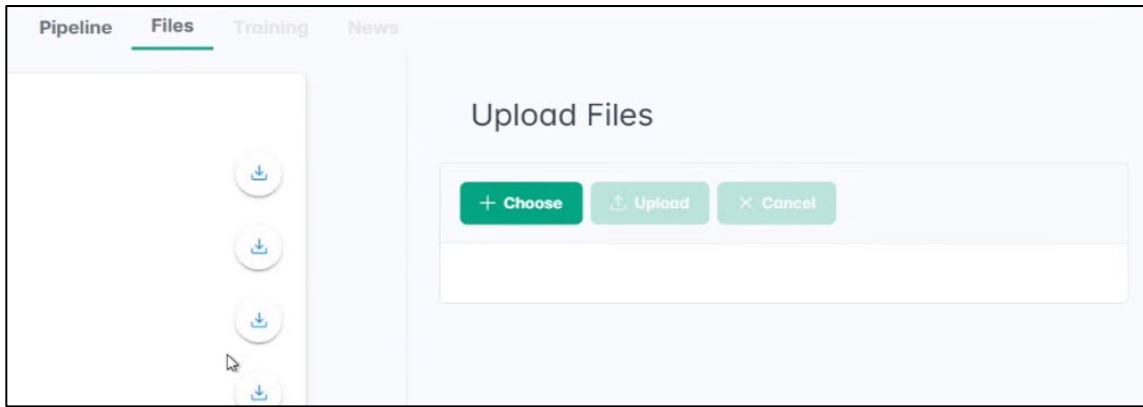 Pipeline Files Training News
Upload Files
+ Choose Upload × Cancel